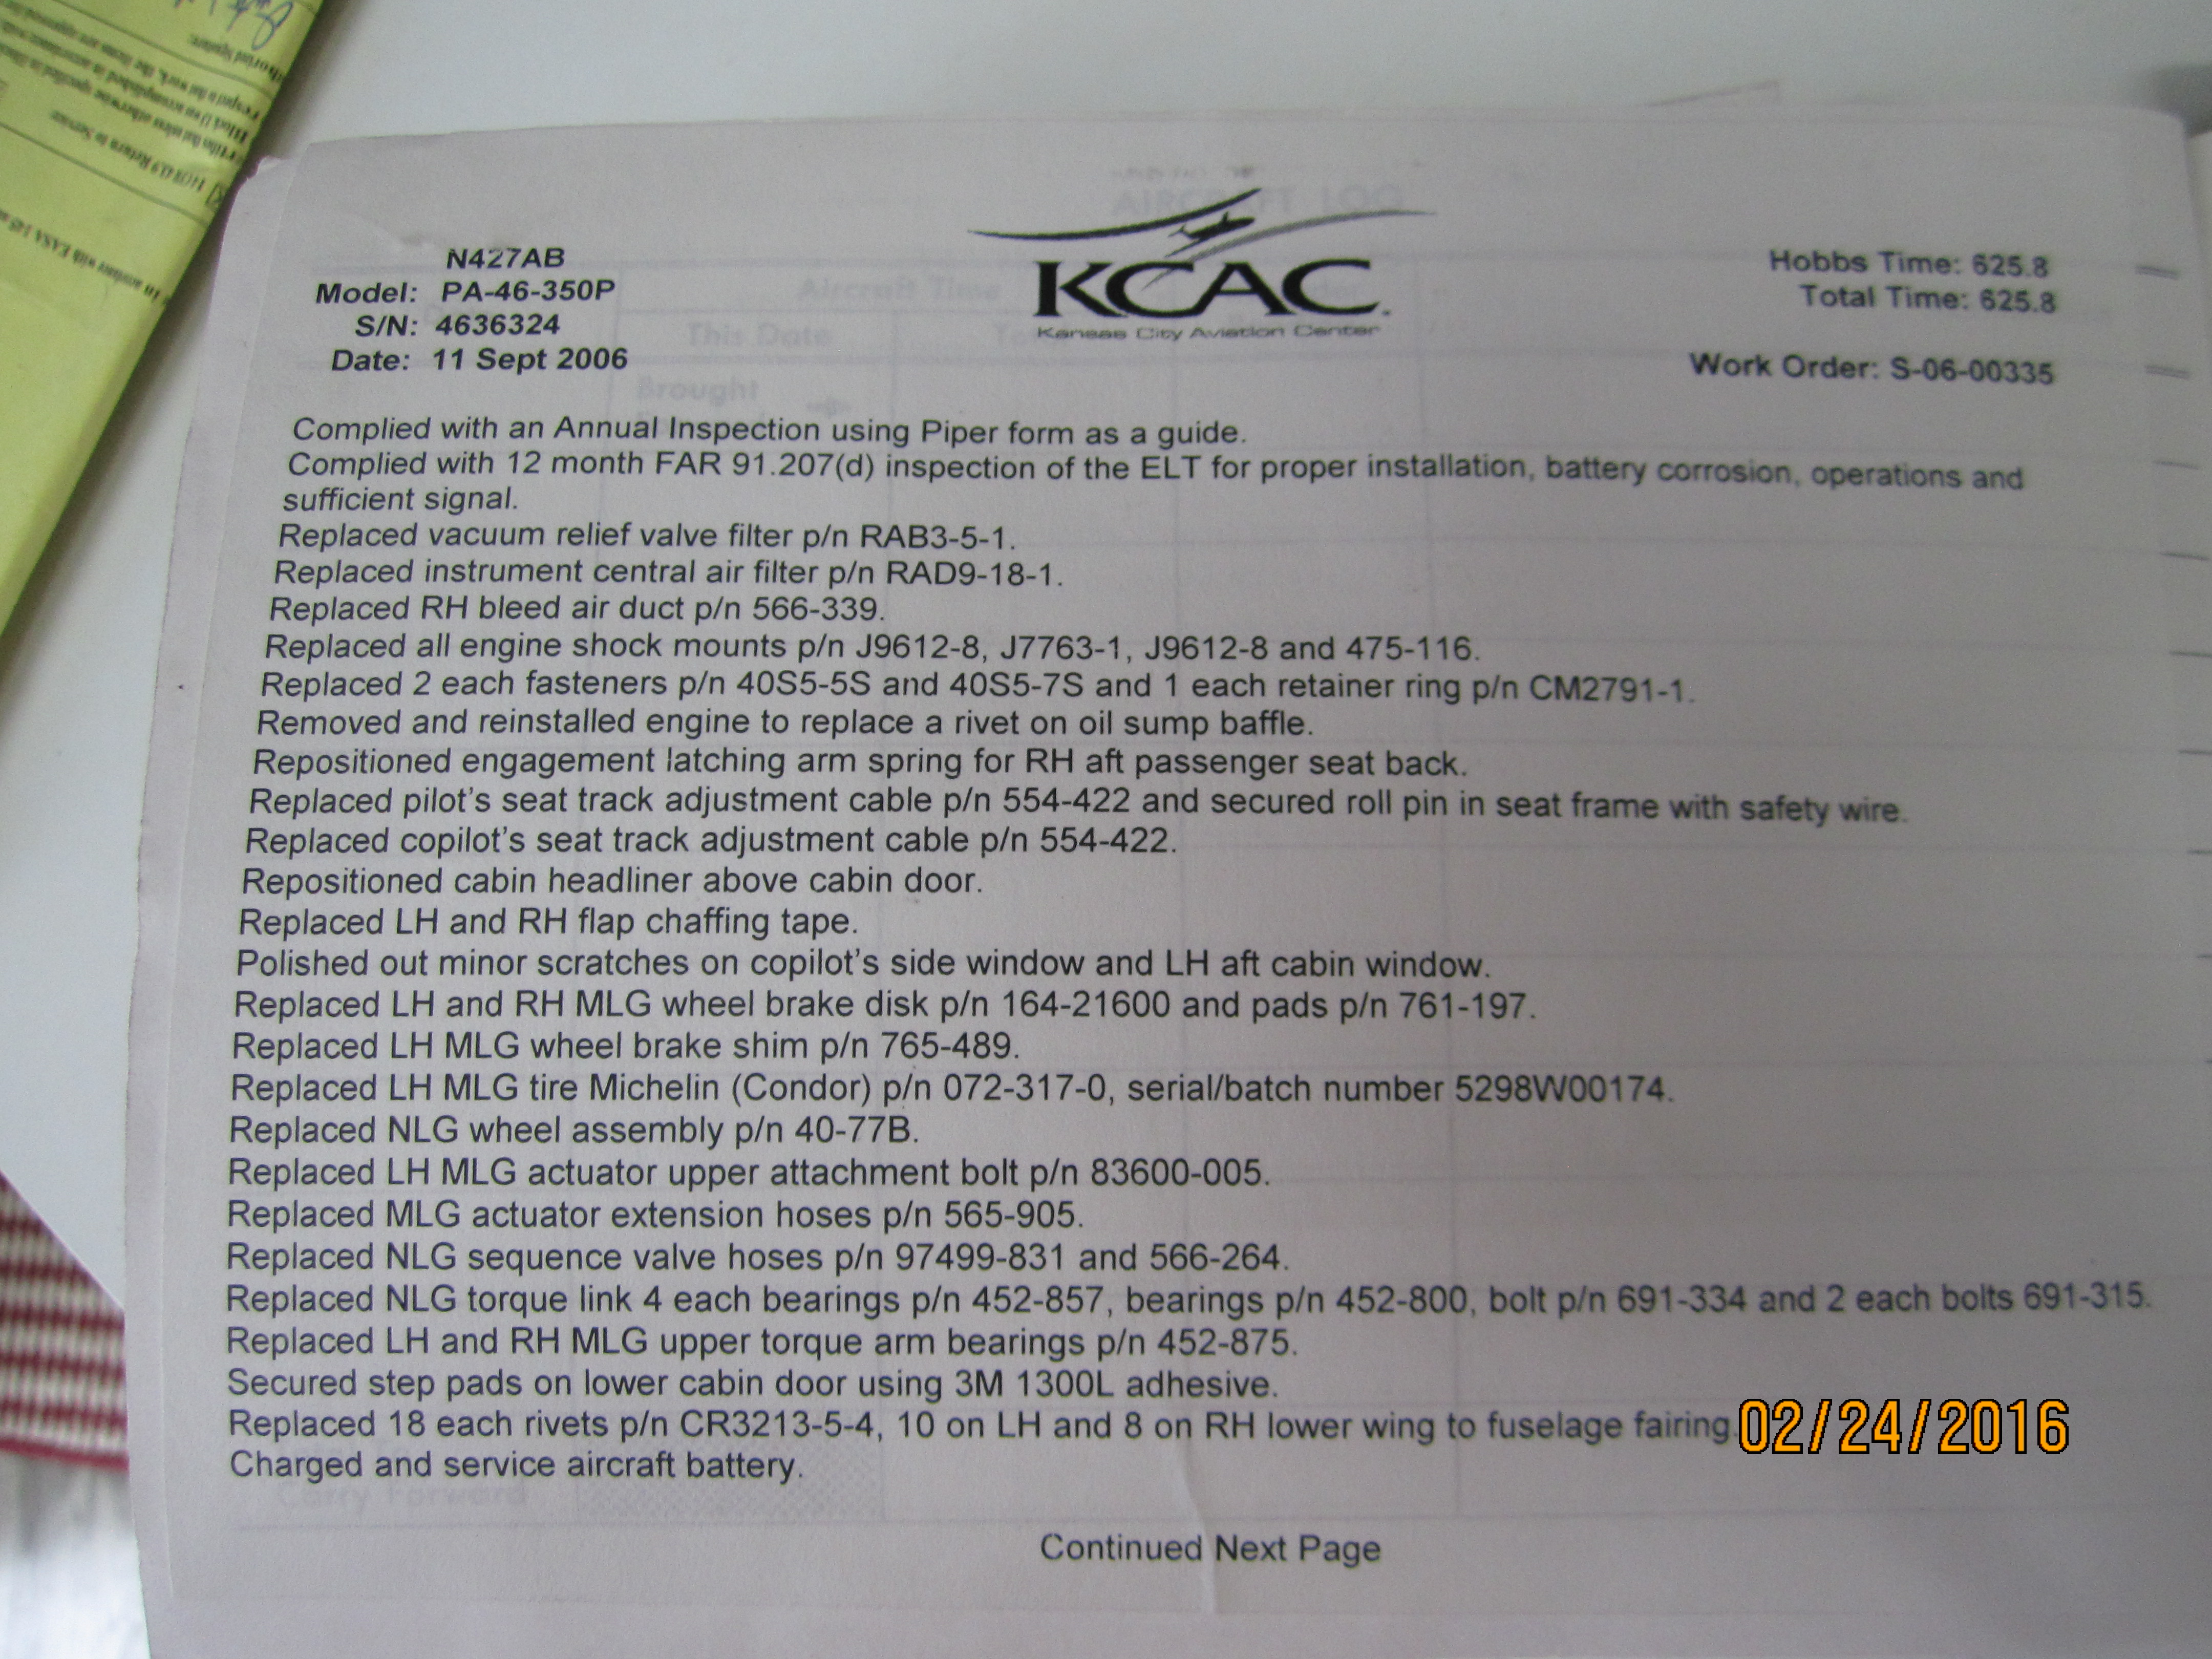 N427AB
Model: PA-46-350P
S/N: 4636324
Date: 11 Sept 2006
KCAC.
Kansas City Aviation Center
Hobbs Time: 625.8
Total Time: 625.8
Work Order: S-06-00335
AIRCRAFT LOG
Aircraft Time
This Date
Brought
Complied with an Annual Inspection using Piper form as a guide.
Complied with 12 month FAR 91.207(d) inspection of the ELT for proper installation, battery corrosion, operations and
sufficient signal.
Replaced vacuum relief valve filter p/n RAB3-5-1.
Replaced instrument central air filter p/n RAD9-18-1.
Replaced RH bleed air duct p/n 566-339.
Replaced all engine shock mounts p/n J9612-8, J7763-1, J9612-8 and 475-116.
Replaced 2 each fasteners p/n 40S5-5S and 40S5-7S and 1 each retainer ring p/n CM2791-1.
Removed and reinstalled engine to replace a rivet on oil sump baffle.
Repositioned engagement latching arm spring for RH aft passenger seat back.
Replaced pilot's seat track adjustment cable p/n 554-422 and secured roll pin in seat frame with safety wire.
Replaced copilot's seat track adjustment cable p/n 554-422.
Repositioned cabin headliner above cabin door.
Replaced LH and RH flap chaffing tape.
Polished out minor scratches on copilot's side window and LH aft cabin window.
Replaced LH and RH MLG wheel brake disk p/n 164-21600 and pads p/n 761-197.
Replaced LH MLG wheel brake shim p/n 765-489.
Replaced LH MLG tire Michelin (Condor) p/n 072-317-0, serial/batch number 5298W00174.
Replaced NLG wheel assembly p/n 40-77B.
Replaced LH MLG actuator upper attachment bolt p/n 83600-005.
Replaced MLG actuator extension hoses p/n 565-905.
Replaced NLG sequence valve hoses p/n 97499-831 and 566-264.
Replaced NLG torque link 4 each bearings p/n 452-857, bearings p/n 452-800, bolt p/n 691-334 and 2 each bolts 691-315.
Replaced LH and RH MLG upper torque arm bearings p/n 452-875.
Secured step pads on lower cabin door using 3M 1300L adhesive.
Replaced 18 each rivets p/n CR3213-5-4, 10 on LH and 8 on RH lower wing to fuselage fairing.
Charged and service aircraft battery.
Carry Forward
Continued Next Page
02/24/2016